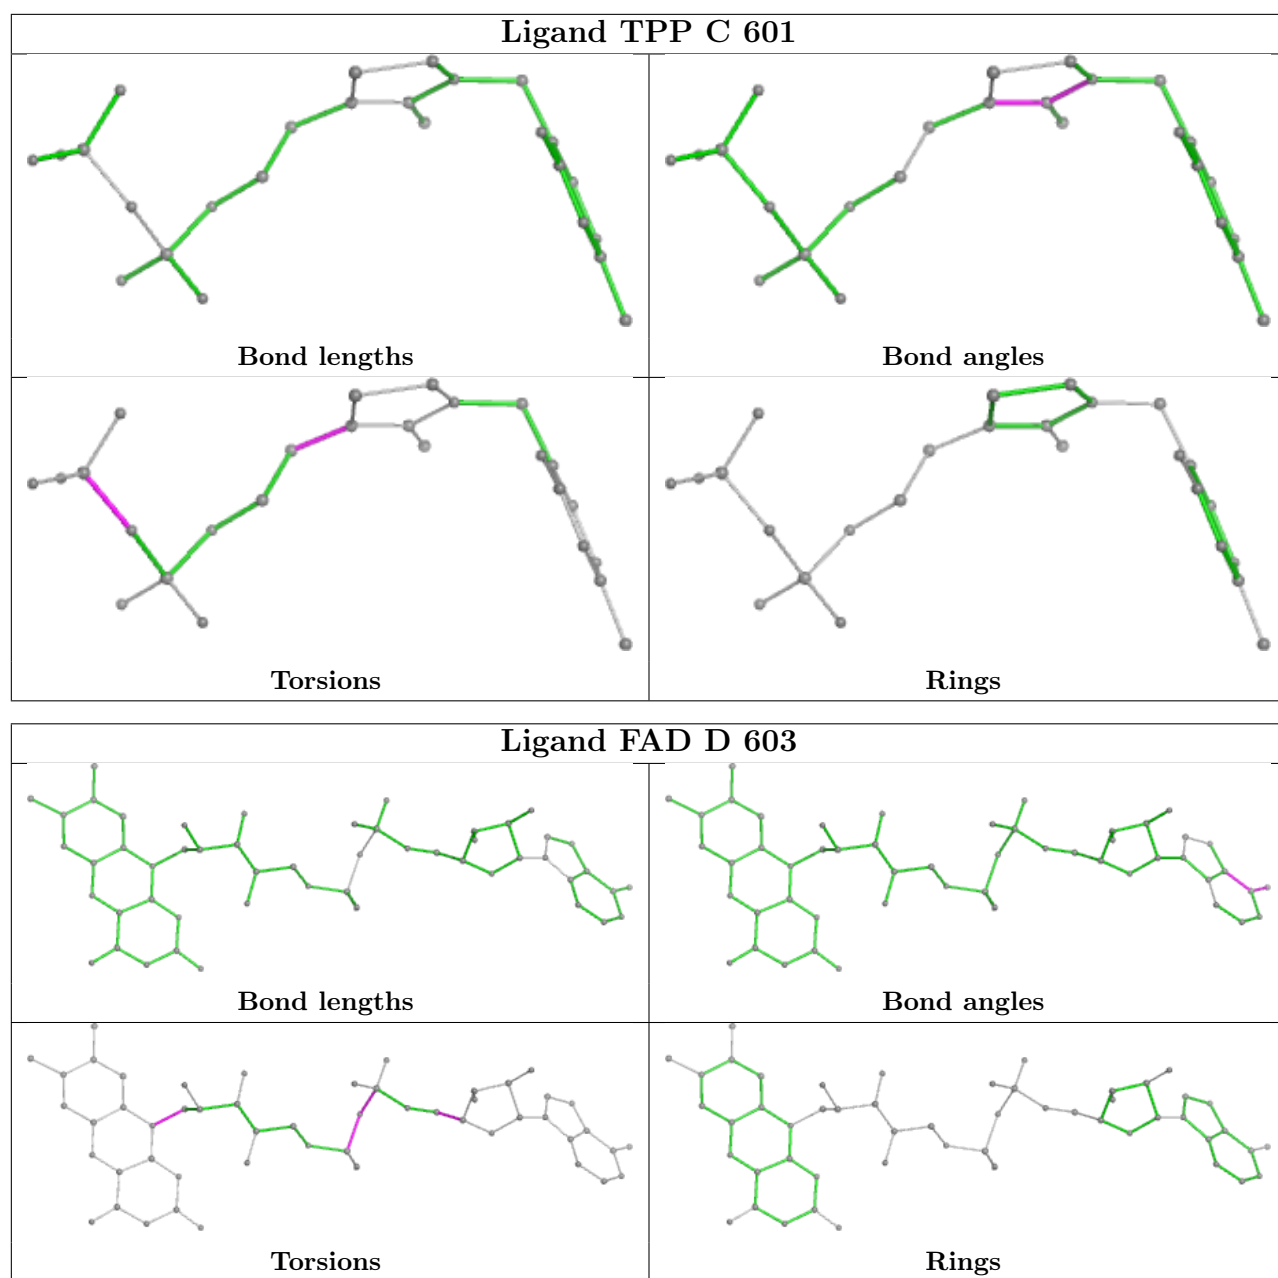 Ligand TPP C 601
Bond lengths
Bond angles
Torsions
Rings
Ligand FAD D 603
Bond lengths
Bond angles
Torsions
Rings